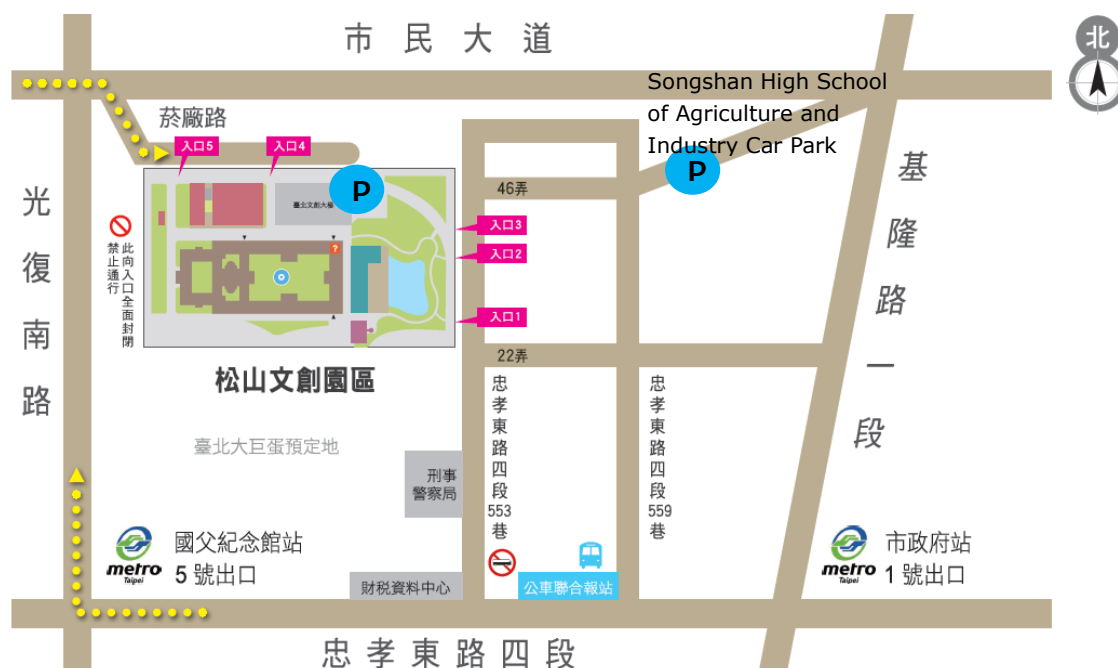 市民大道
北
Songshan High School
of Agriculture and
Industry Car Park
菸廠路
入口5
入口4
P
P
46弄
臺北文創大樓
基隆路一段
光復南路
入口3
入口2
?
此向入口全面封閉
禁止通行
入口1
22弄
松山文創園區
忠孝東路四段553巷
忠孝東路四段559巷
臺北大巨蛋預定地
刑事
警察局
metro
Taipei
國父紀念館站
5號出口
metro
Taipei
市政府站
1號出口
財稅資料中心
公車聯合報站
忠孝東路四段